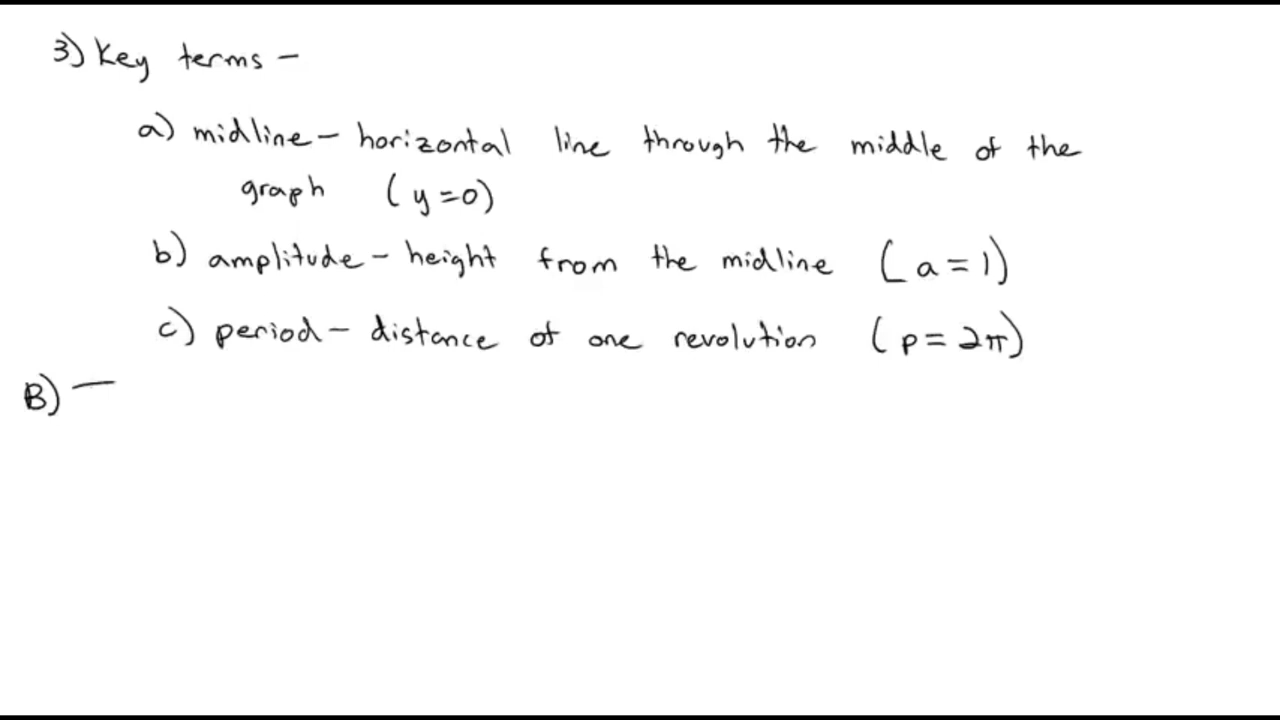 3) Key terms -
a) midline - horizontal line through the middle of the
graph (y=0)
b) amplitude - height from the midline (a=1)
c) period - distance of one revolution (p=2π)
B)